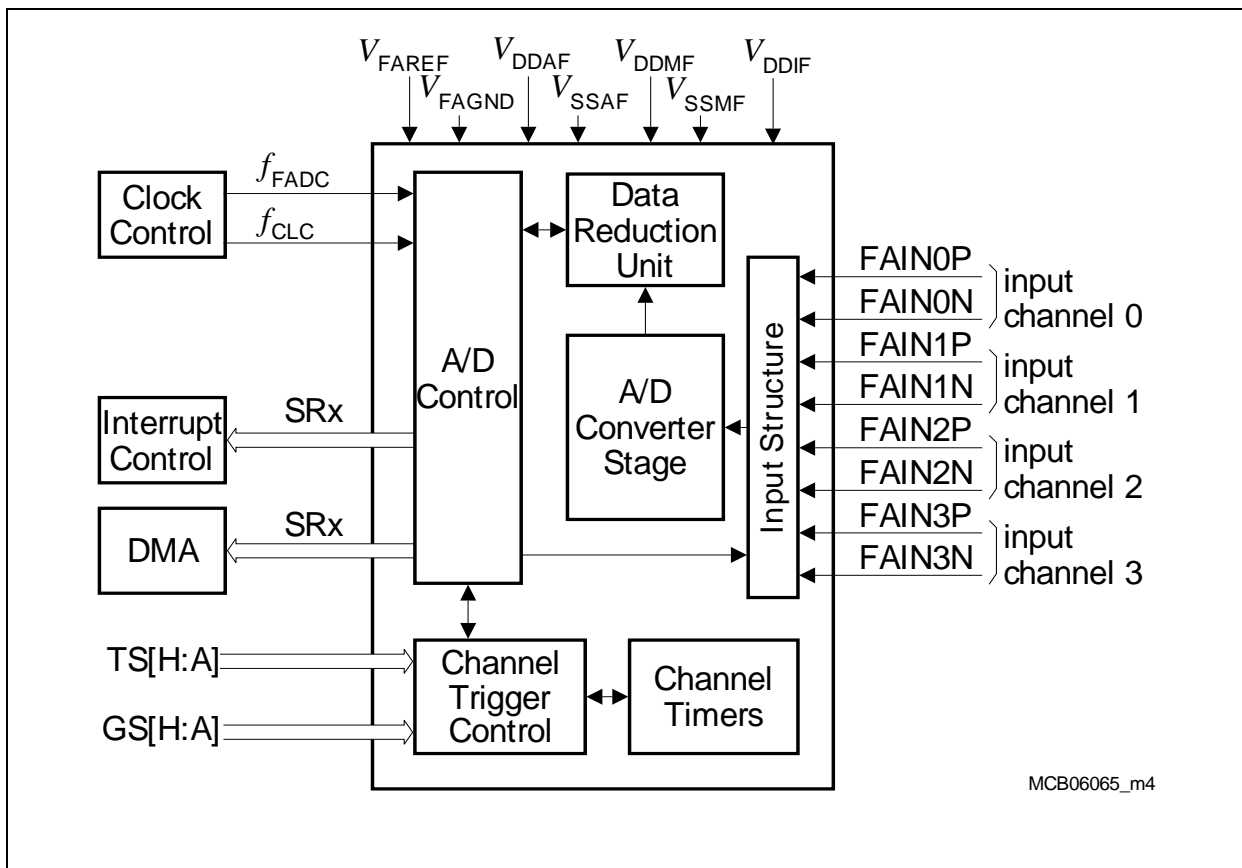 VFAREF
VDDAF
VDDMF
VDDIF
VFAGND
VSSAF
VSSMF
Clock
Control
fFADC
fCLC
A/D
Control
Data
Reduction
Unit
A/D
Converter
Stage
Input Structure
FAIN0P
FAIN0N
input
channel 0
FAIN1P
FAIN1N
input
channel 1
FAIN2P
FAIN2N
input
channel 2
FAIN3P
FAIN3N
input
channel 3
Interrupt
Control
SRx
DMA
SRx
TS[H:A]
GS[H:A]
Channel
Trigger
Control
Channel
Timers
MCB06065_m4